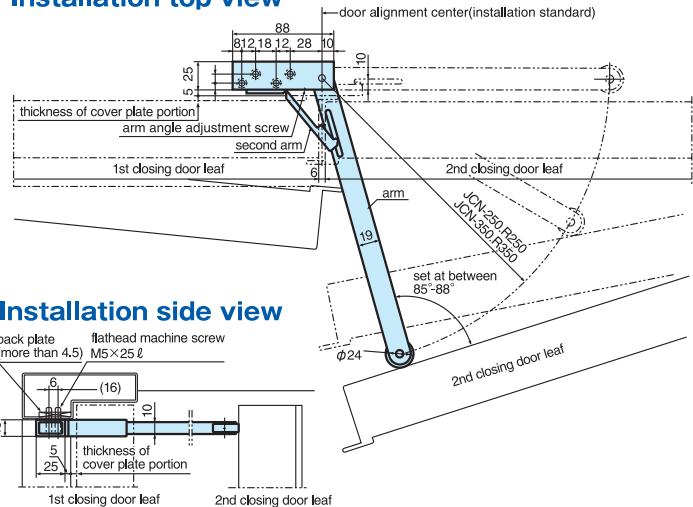 Installation top view
door alignment center(installation standard)
88
8 12 18 12 28 10
10
25
5
thickness of cover plate portion
arm angle adjustment screw
second arm
1st closing door leaf
6
2nd closing door leaf
arm
JCN-250.R250
JCN-350.R350
19
set at between
85°-88°
φ24
2nd closing door leaf
Installation side view
back plate
(more than 4.5)
flathead machine screw
M5×25ℓ
6
(16)
10
5
25
thickness of
cover plate portion
1st closing door leaf
2nd closing door leaf